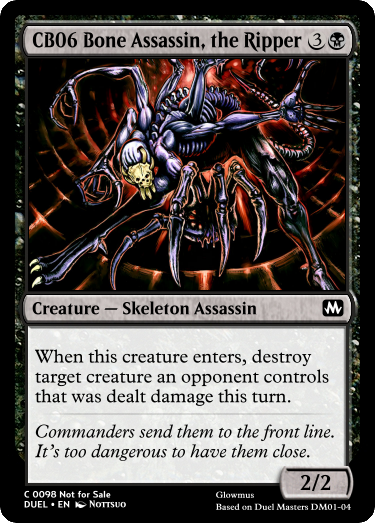 CB06 Bone Assassin, the Ripper 3
Creature — Skeleton Assassin
When this creature enters, destroy
target creature an opponent controls
that was dealt damage this turn.
Commanders send them to the front line.
It's too dangerous to have them close.
2/2
C 0098 Not for Sale
DUEL • EN Nottsuo
Glowmus
Based on Duel Masters DM01-04